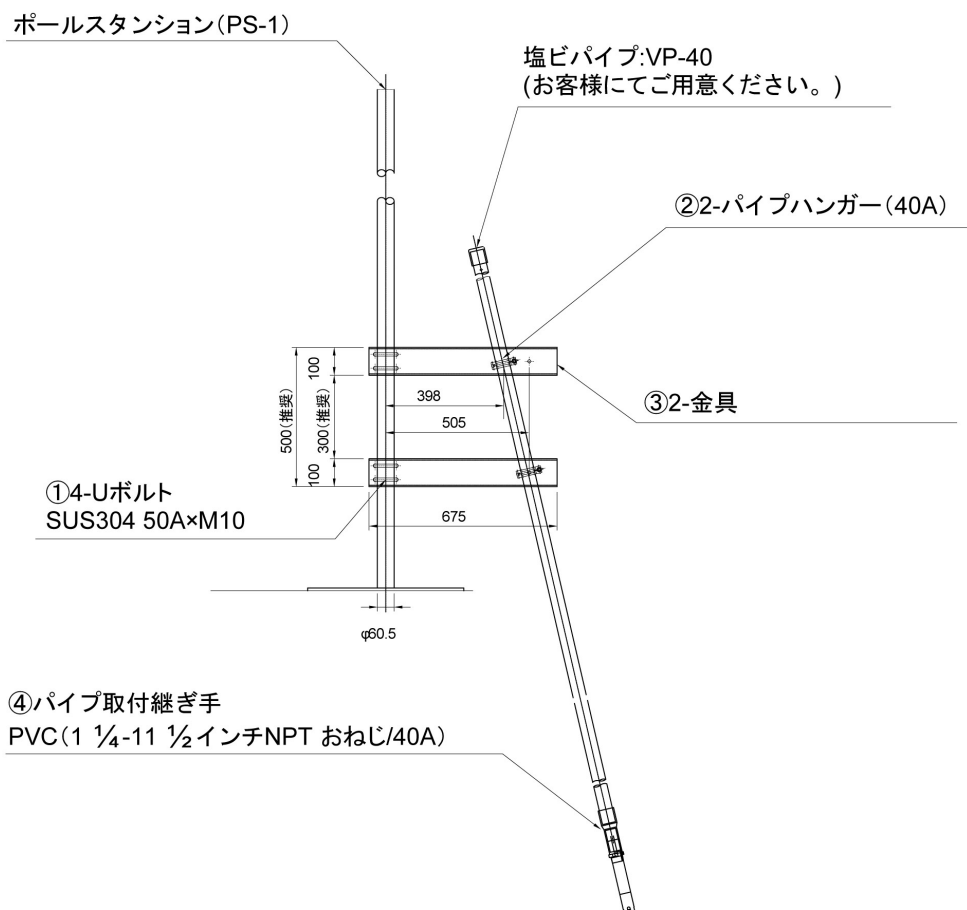 ポールスタンション(PS-1)
塩ビパイプ:VP-40
(お客様にてご用意ください。)
②2-パイプハンガー(40A)
100
398
③2-金具
500(推奨)
300(推奨)
505
100
①4-Uボルト
SUS304 50A×M10
675
φ60.5
④パイプ取付継ぎ手
PVC(1 ¼-11 ½インチNPT おねじ/40A)